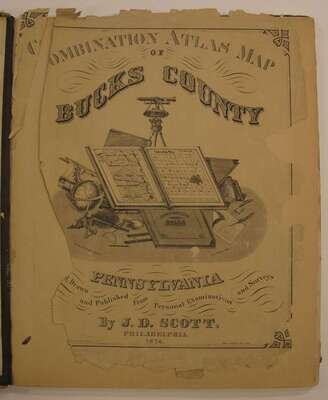 COMBINATION ATLAS MAP
OF
BUCKS COUNTY
PENNSYLVANIA
Drawn and Published from Personal Examinations and Surveys
By J. D. SCOTT.
PHILADELPHIA
1876.